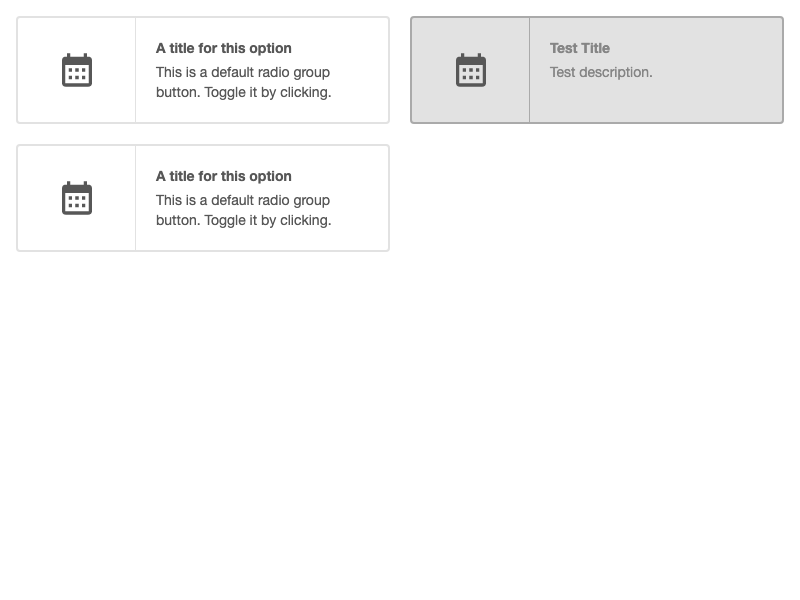 A title for this option
This is a default radio group
button. Toggle it by clicking.
Test Title
Test description.
A title for this option
This is a default radio group
button. Toggle it by clicking.